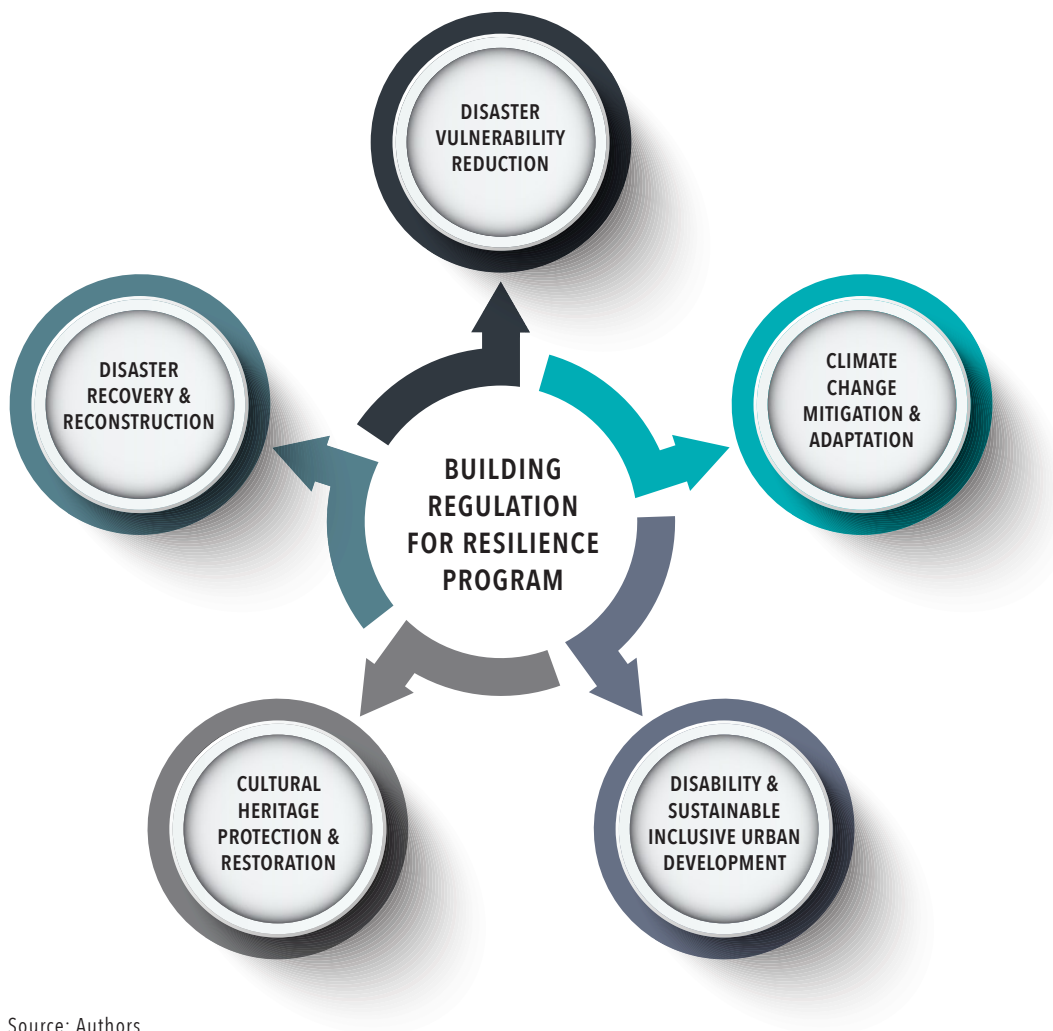 DISASTER
VULNERABILITY
REDUCTION
CLIMATE
CHANGE
MITIGATION &
ADAPTATION
DISASTER
RECOVERY &
RECONSTRUCTION
BUILDING
REGULATION
FOR RESILIENCE
PROGRAM
CULTURAL
HERITAGE
PROTECTION &
RESTORATION
DISABILITY &
SUSTAINABLE
INCLUSIVE URBAN
DEVELOPMENT
Source: Authors